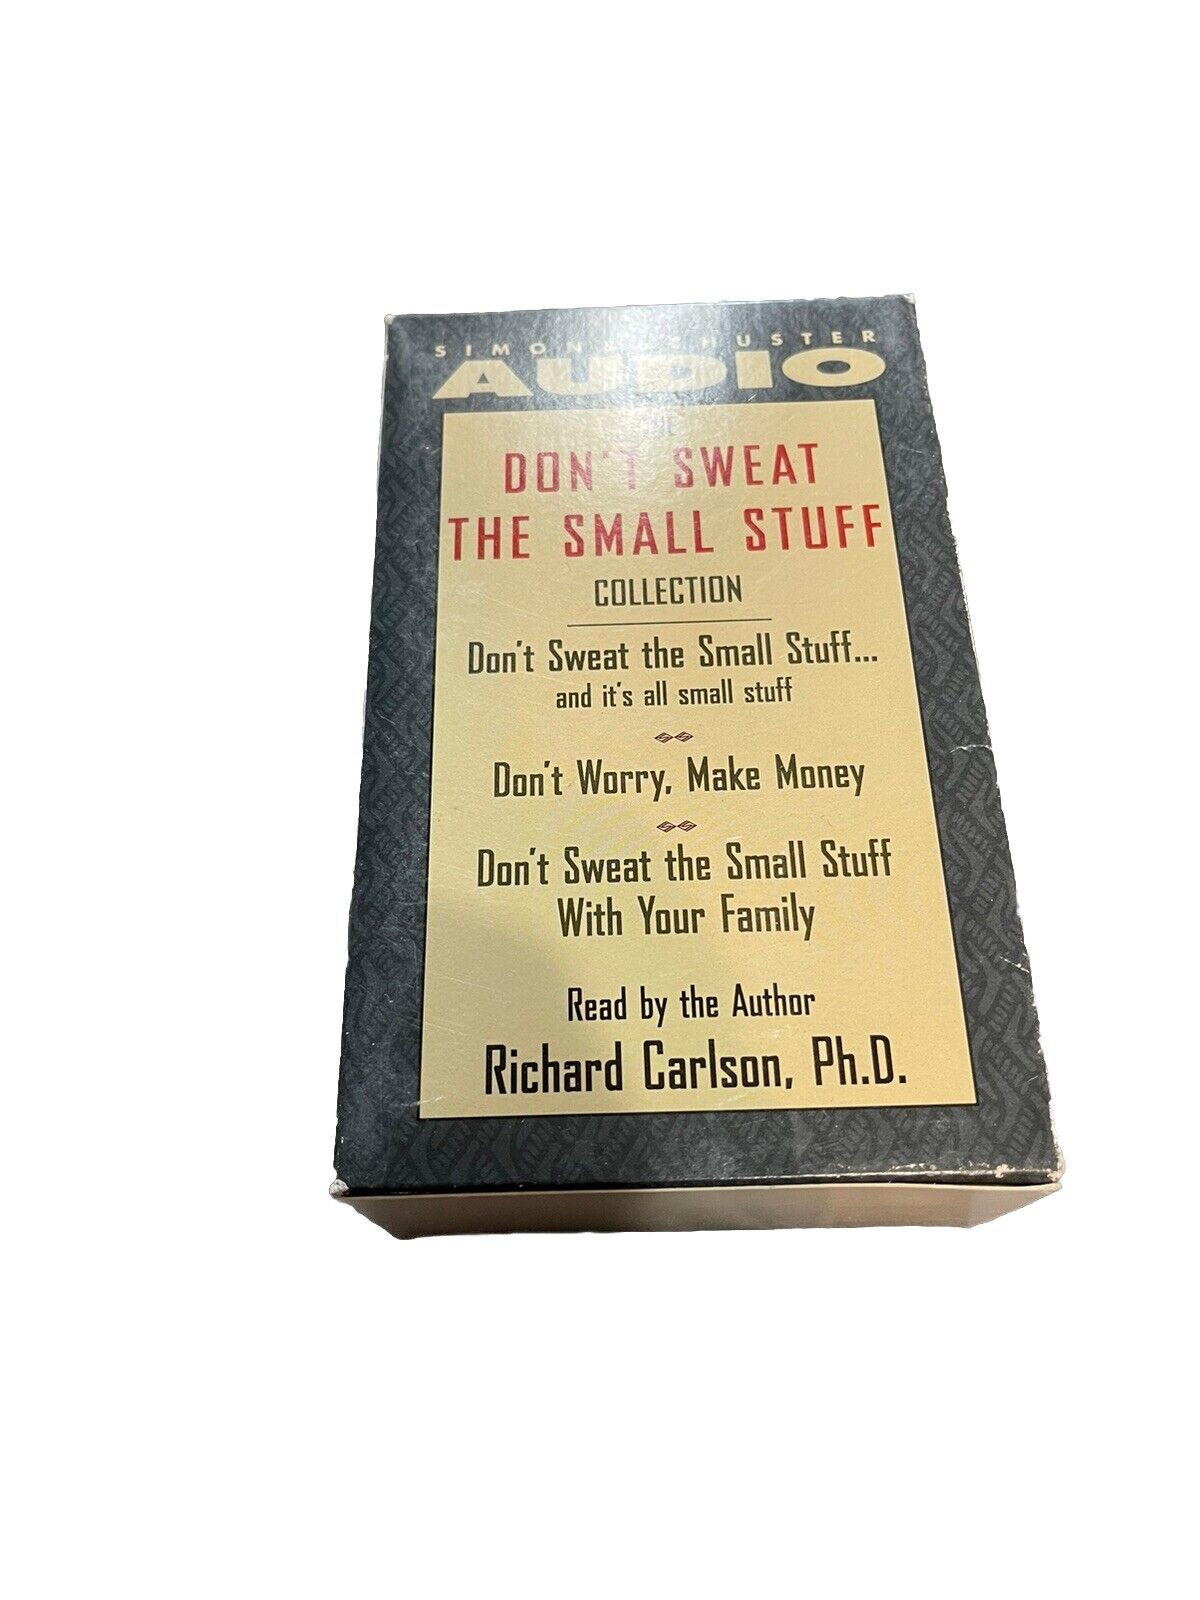 SIMON & SCHUSTER
AUDIO
DON'T SWEAT
THE SMALL STUFF
COLLECTION
Don't Sweat the Small Stuff...
and it's all small stuff
Don't Worry, Make Money
Don't Sweat the Small Stuff
With Your Family
Read by the Author
Richard Carlson, Ph.D.